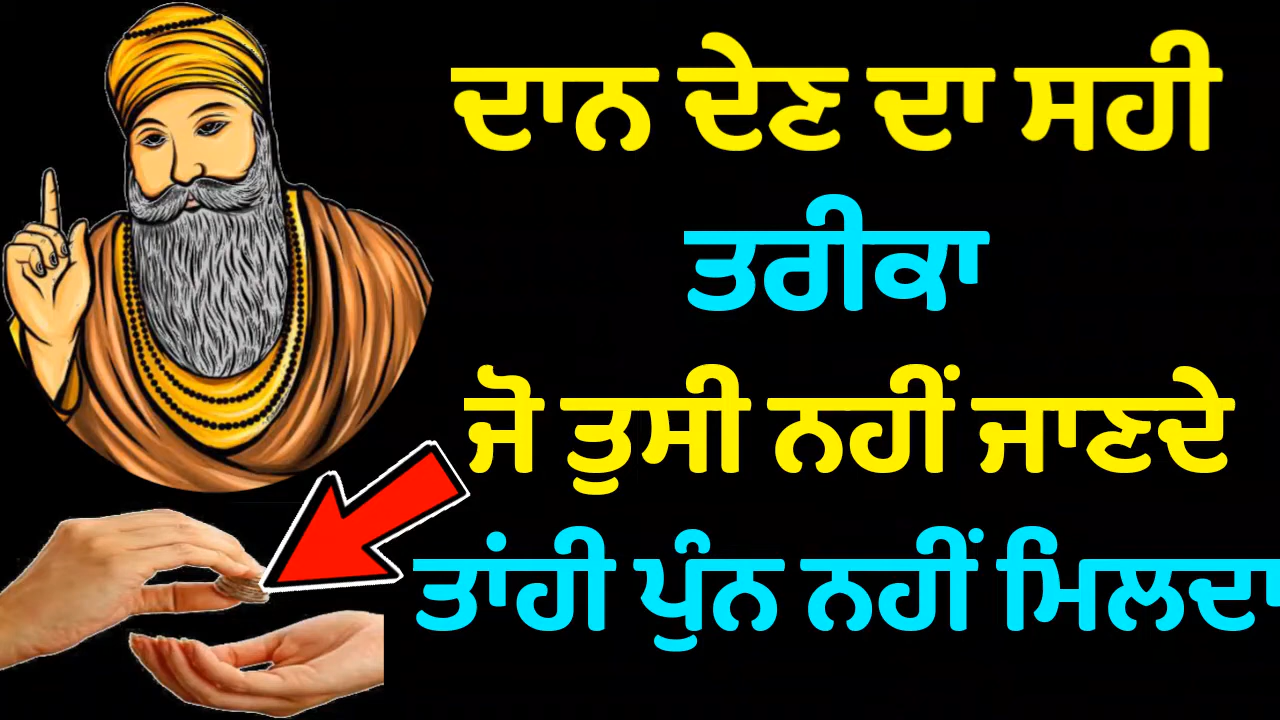 ਦਾਨ ਦੇਣ ਦਾ ਸਹੀ
ਤਰੀਕਾ
ਜੋ ਤੁਸੀ ਨਹੀਂ ਜਾਣਦੇ
ਤਾਂਹੀ ਪੁੰਨ ਨਹੀਂ ਮਿਲਦਾ